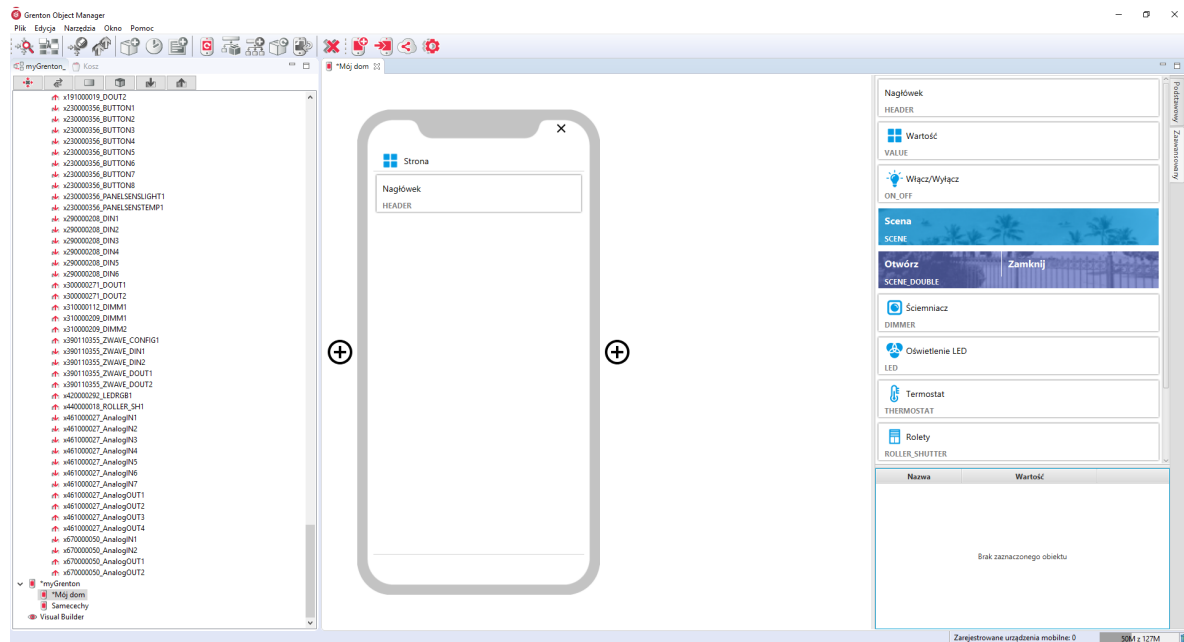 Grenton Object Manager
Plik Edycja Narzędzia Okno Pomoc
myGrenton_ Kosz
*Mój dom
x191000019_DOUT2
x230000356_BUTTON1
x230000356_BUTTON2
x230000356_BUTTON3
x230000356_BUTTON4
x230000356_BUTTON5
x230000356_BUTTON6
x230000356_BUTTON7
x230000356_BUTTON8
x230000356_PANELSENSLIGHT1
x230000356_PANELSENSTEMP1
x290000208_DIN1
x290000208_DIN2
x290000208_DIN3
x290000208_DIN4
x290000208_DIN5
x290000208_DIN6
x300000271_DOUT1
x300000271_DOUT2
x310000112_DIMM1
x310000209_DIMM1
x310000209_DIMM2
x390110355_ZWAVE_CONFIG1
x390110355_ZWAVE_DIN1
x390110355_ZWAVE_DIN2
x390110355_ZWAVE_DOUT1
x390110355_ZWAVE_DOUT2
x420000292_LEDRGB1
x440000018_ROLLER_SH1
x461000027_AnalogIN1
x461000027_AnalogIN2
x461000027_AnalogIN3
x461000027_AnalogIN4
x461000027_AnalogIN5
x461000027_AnalogIN6
x461000027_AnalogIN7
x461000027_AnalogOUT1
x461000027_AnalogOUT2
x461000027_AnalogOUT3
x461000027_AnalogOUT4
x670000050_AnalogIN1
x670000050_AnalogIN2
x670000050_AnalogOUT1
x670000050_AnalogOUT2
*myGrenton
*Mój dom
Samecechy
Visual Builder
Strona
Nagłówek
HEADER
Nagłówek
HEADER
Wartość
VALUE
Włącz/Wyłącz
ON_OFF
Scena
SCENE
Otwórz Zamknij
SCENE_DOUBLE
Ściemniacz
DIMMER
Oświetlenie LED
LED
Termostat
THERMOSTAT
Rolety
ROLLER_SHUTTER
Podstawowy
Zaawansowany
Nazwa Wartość
Brak zaznaczonego obiektu
Zarejestrowane urządzenia mobilne: 0
50M z 127M